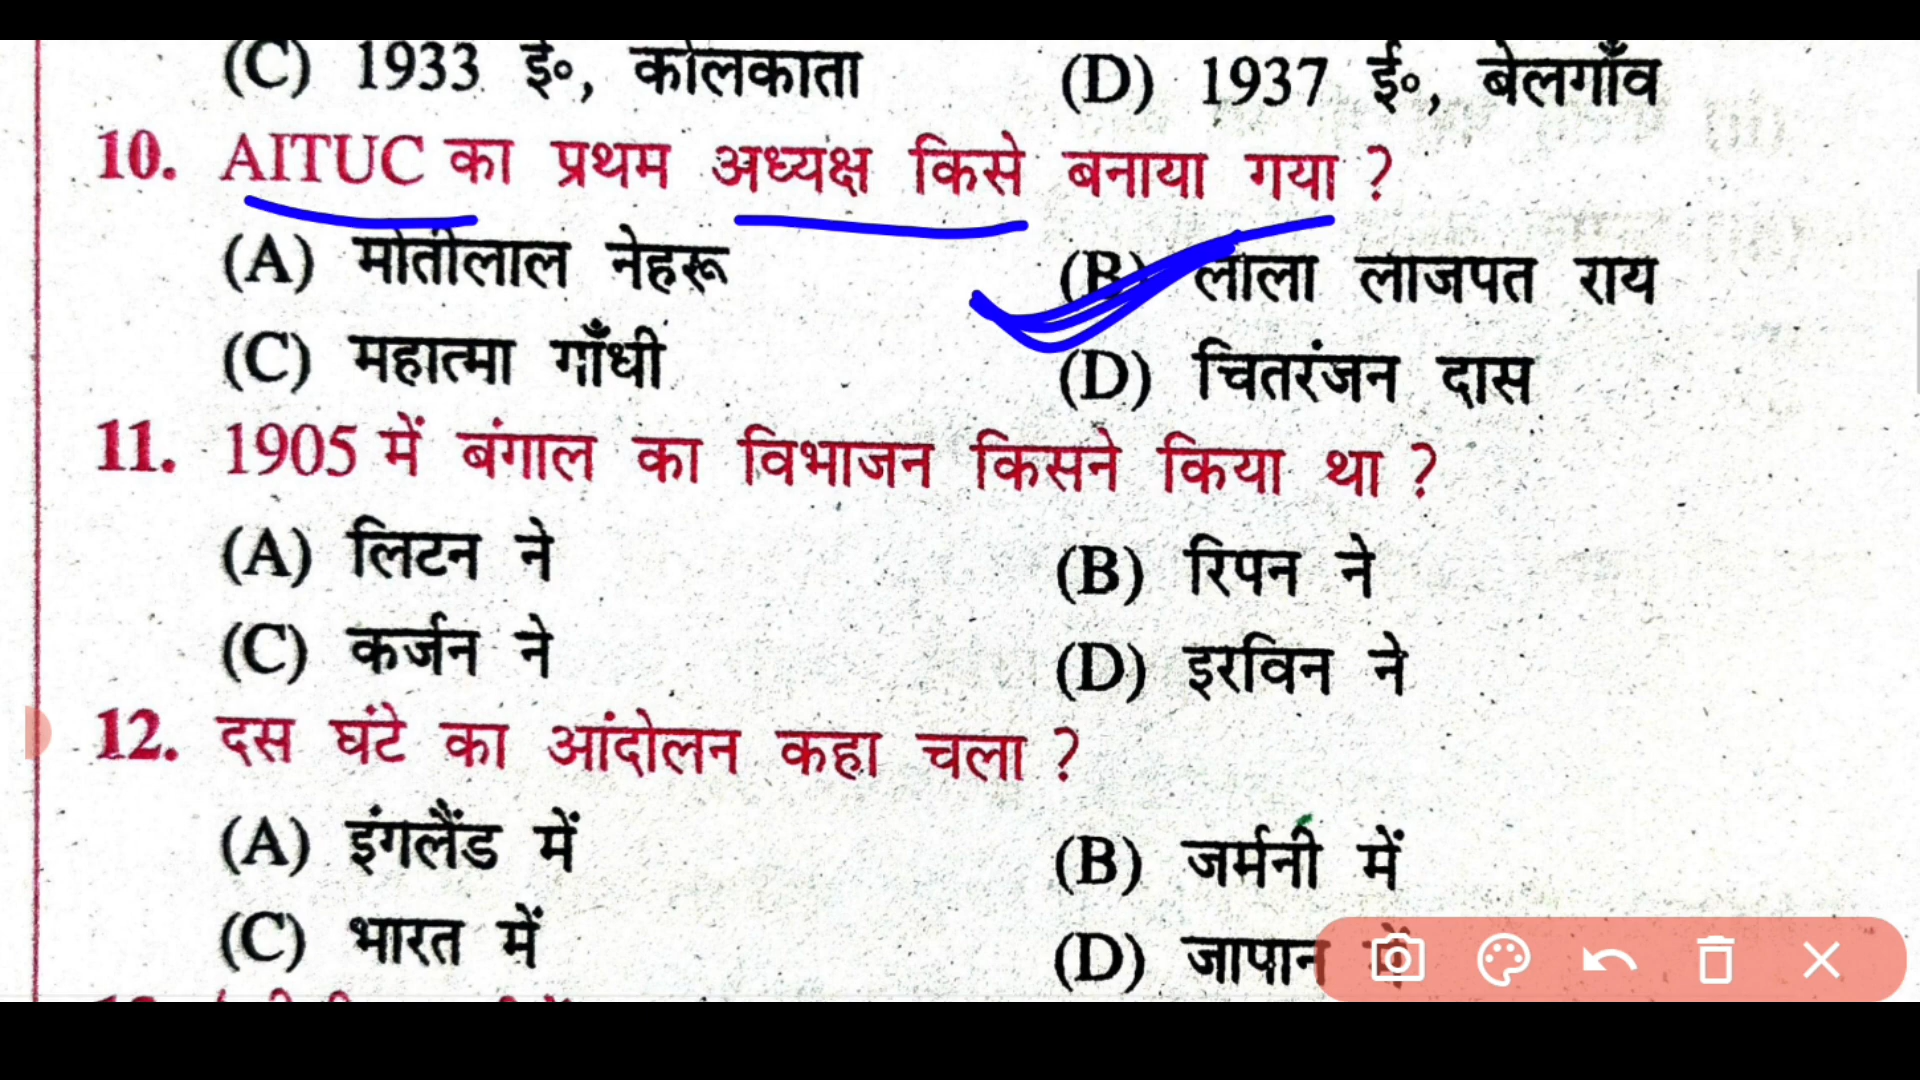 (C) 1933 ई०, कोलकाता (D) 1937 ई०, बेलगाँव
10. AITUC का प्रथम अध्यक्ष किसे बनाया गया ?
(A) मोतीलाल नेहरू (B) लाला लाजपत राय
(C) महात्मा गाँधी (D) चितरंजन दास
11. 1905 में बंगाल का विभाजन किसने किया था ?
(A) लिटन ने (B) रिपन ने
(C) कर्जन ने (D) इरविन ने
12. दस घंटे का आंदोलन कहा चला ?
(A) इंगलैंड में (B) जर्मनी में
(C) भारत में (D) जापान में